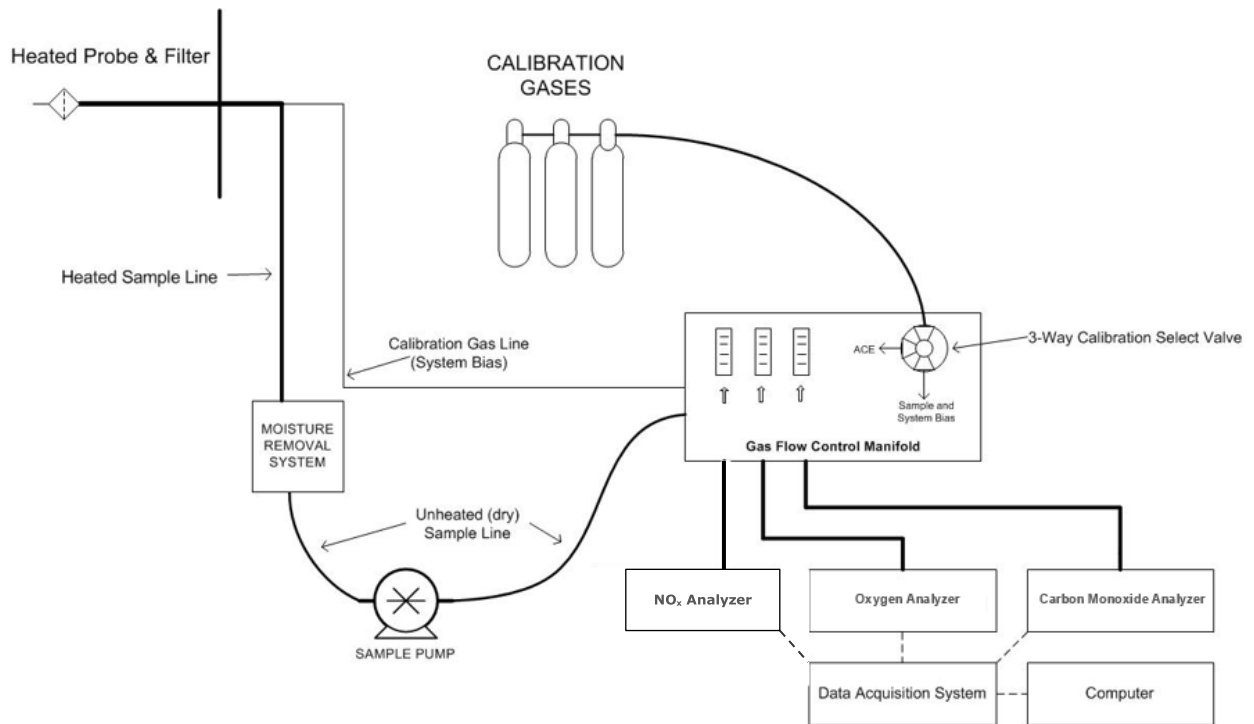 Heated Probe & Filter
CALIBRATION
GASES
Heated Sample Line
Calibration Gas Line
(System Bias)
3-Way Calibration Select Valve
ACE
Sample and
System Bias
Gas Flow Control Manifold
MOISTURE
REMOVAL
SYSTEM
Unheated (dry)
Sample Line
SAMPLE PUMP
NOₓ Analyzer
Oxygen Analyzer
Carbon Monoxide Analyzer
Data Acquisition System
Computer